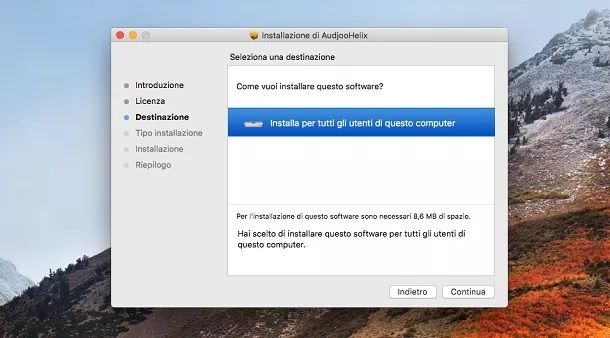 Installazione di AudjooHelix
Seleziona una destinazione
Introduzione
Licenza
Destinazione
Tipo installazione
Installazione
Riepilogo
Come vuoi installare questo software?
Installa per tutti gli utenti di questo computer
Per l'installazione di questo software sono necessari 8,6 MB di spazio.
Hai scelto di installare questo software per tutti gli utenti di
questo computer.
Indietro
Continua